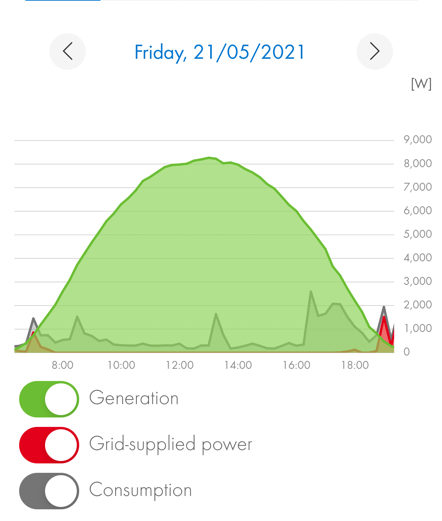 Friday, 21/05/2021
[W]
9,000
8,000
7,000
6,000
5,000
4,000
3,000
2,000
1,000
0
8:00 10:00 12:00 14:00 16:00 18:00
Generation
Grid-supplied power
Consumption